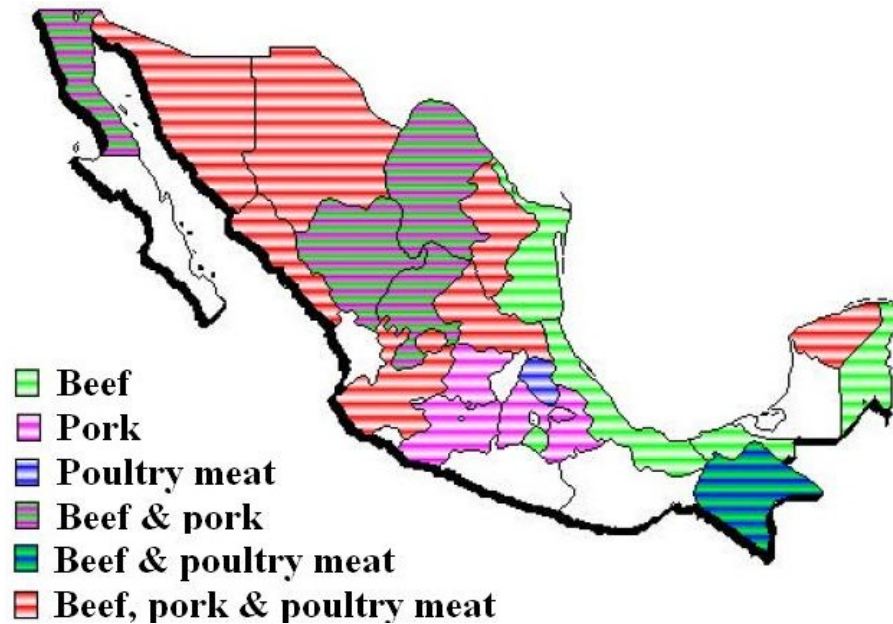 Beef
Pork
Poultry meat
Beef & pork
Beef & poultry meat
Beef, pork & poultry meat